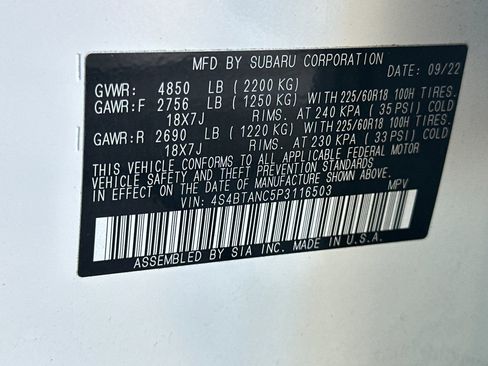 MFD BY SUBARU CORPORATION
DATE: 09/22
GVWR: 4850 LB ( 2200 KG)
GAWR:F 2756 LB ( 1250 KG) WITH 225/60R18 100H TIRES.
18X7J RIMS. AT 240 KPA ( 35 PSI) COLD
GAWR:R 2690 LB ( 1220 KG) WITH 225/60R18 100H TIRES.
18X7J RIMS. AT 230 KPA ( 33 PSI) COLD
THIS VEHICLE CONFORMS TO ALL APPLICABLE FEDERAL MOTOR
VEHICLE SAFETY AND THEFT PREVENTION STANDARDS
IN EFFECT ON THE DATE OF MANUFACTURE SHOWN ABOVE.
VIN: 4S4BTANC5P3116503 MPV
ASSEMBLED BY SIA INC. MADE IN U.S.A.